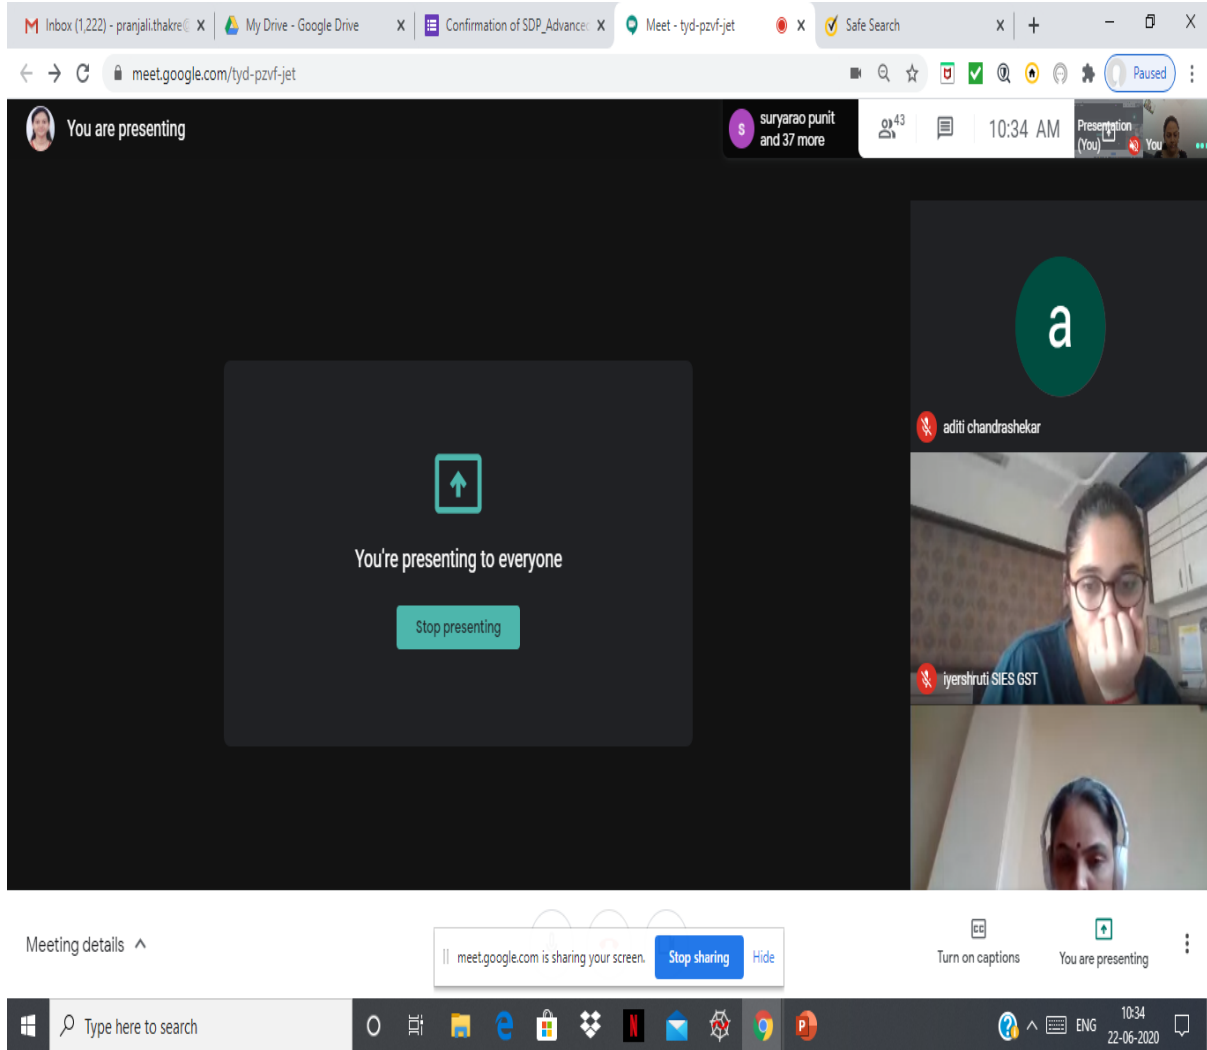 Inbox (1,222) - pranjali.thakre@
My Drive - Google Drive
Confirmation of SDP_Advanced
Meet - tyd-pzvf-jet
Safe Search
meet.google.com/tyd-pzvf-jet
Paused
You are presenting
s
suryarao punit
and 37 more
43
10:34 AM
Presentation
(You)
You
a
aditi chandrashekar
You're presenting to everyone
Stop presenting
iyershruti SIES GST
Meeting details
meet.google.com is sharing your screen.
Stop sharing
Hide
CC
Turn on captions
You are presenting
Type here to search
ENG
10:34
22-06-2020